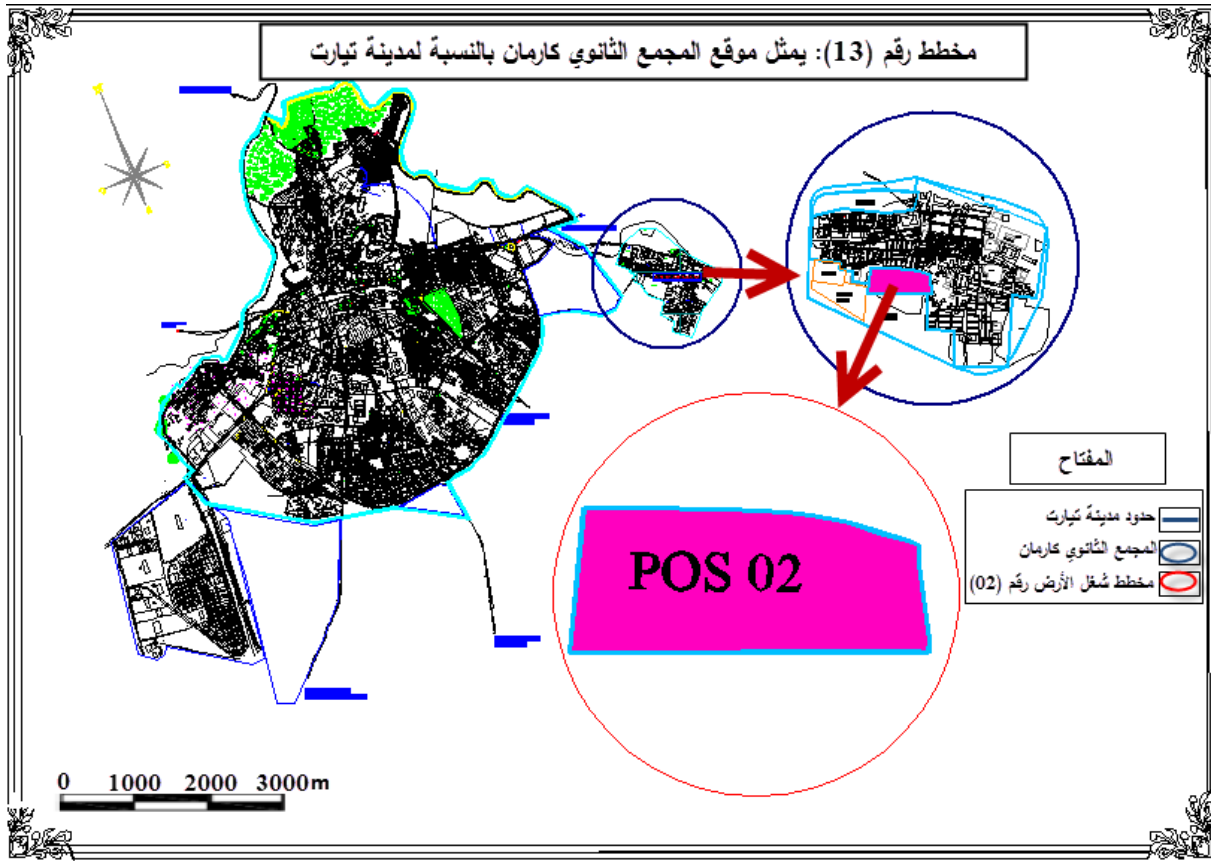 مخطط رقم (13): يمثل موقع المجمع الثانوي كارمان بالنسبة لمدينة تيارت
POS 02
المفتاح
حدود مدينة تيارت
المجمع الثانوي كارمان
مخطط شغل الأرض رقم (02)
0 1000 2000 3000m